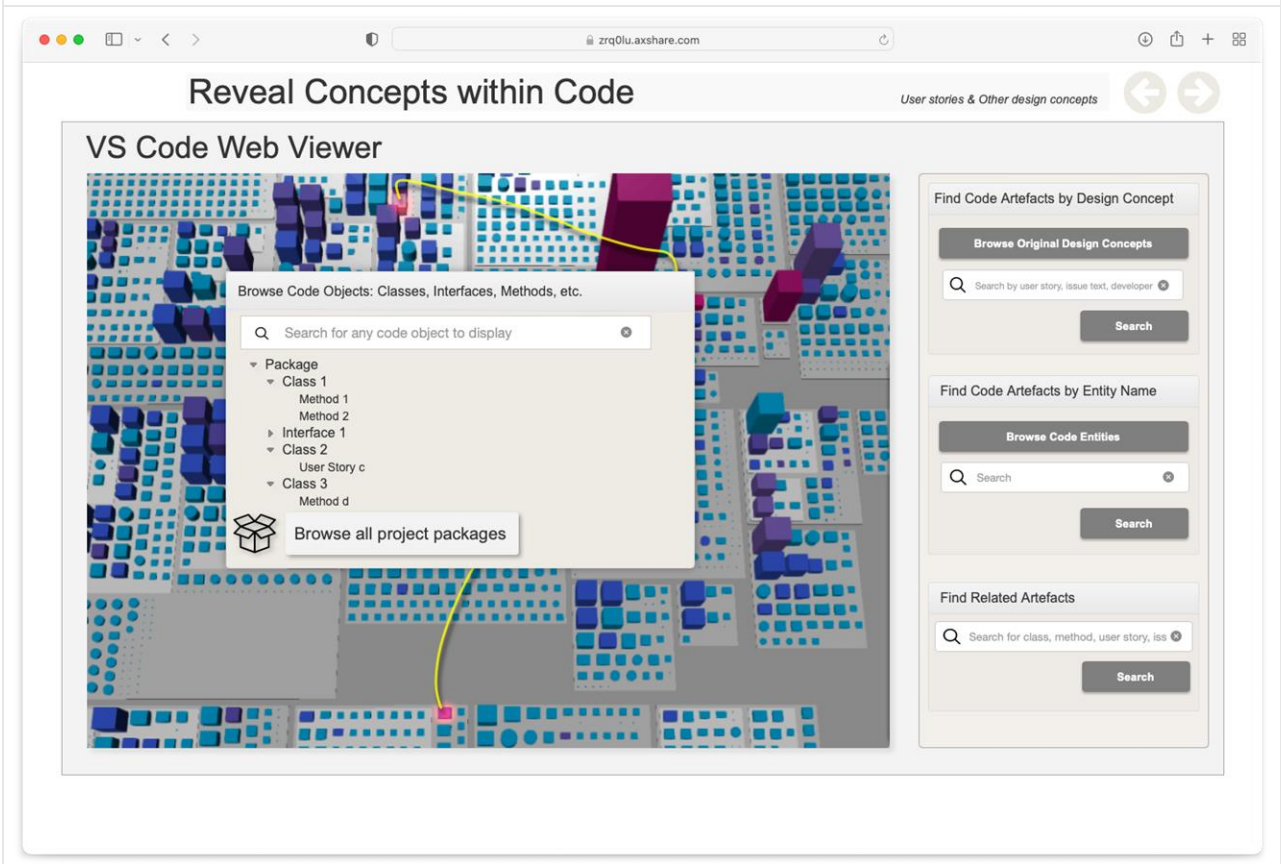 zrq0lu.axshare.com
Reveal Concepts within Code
User stories & Other design concepts
VS Code Web Viewer
Browse Code Objects: Classes, Interfaces, Methods, etc.
Search for any code object to display
Package
Class 1
Method 1
Method 2
Interface 1
Class 2
User Story c
Class 3
Method d
Browse all project packages
Find Code Artefacts by Design Concept
Browse Original Design Concepts
Search by user story, issue text, developer
Search
Find Code Artefacts by Entity Name
Browse Code Entities
Search
Search
Find Related Artefacts
Search for class, method, user story, iss
Search